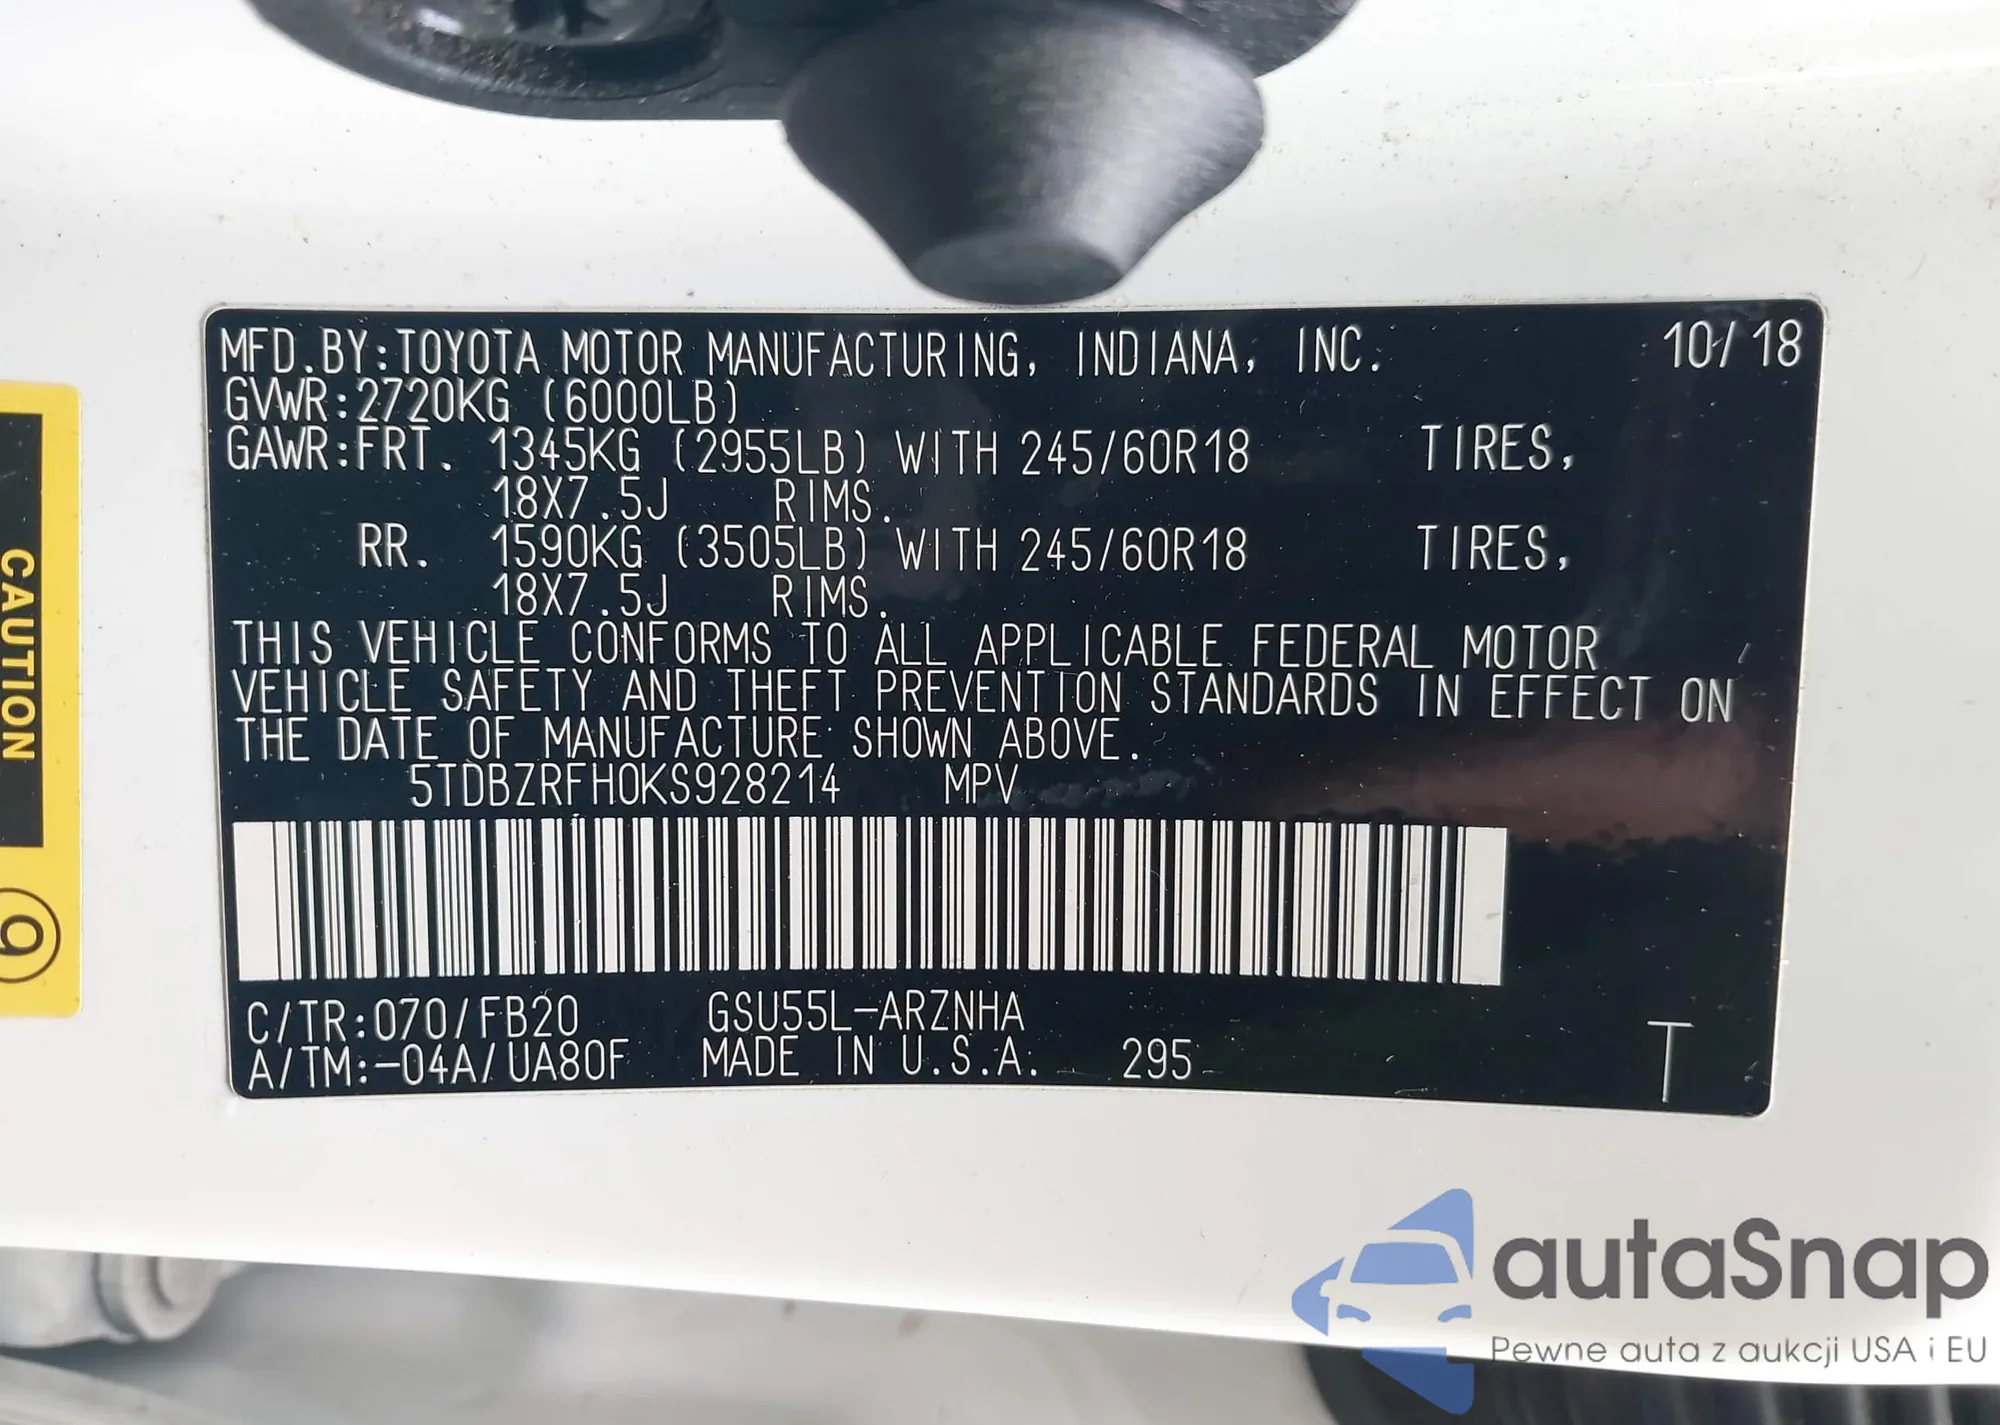 MFD.BY:TOYOTA MOTOR MANUFACTURING, INDIANA, INC. 10/18
GVWR:2720KG (6000LB)
GAWR:FRT. 1345KG (2955LB) WITH 245/60R18 TIRES,
18X7.5J RIMS.
RR. 1590KG (3505LB) WITH 245/60R18 TIRES,
18X7.5J RIMS.
THIS VEHICLE CONFORMS TO ALL APPLICABLE FEDERAL MOTOR
VEHICLE SAFETY AND THEFT PREVENTION STANDARDS IN EFFECT ON
THE DATE OF MANUFACTURE SHOWN ABOVE.
5TDBZRFH0KS928214 MPV
C/TR:070/FB20 GSU55L-ARZNHA
A/TM:-04A/UA80F MADE IN U.S.A. 295 T
CAUTION
9
autaSnap
Pewne auta z aukcji USA i EU